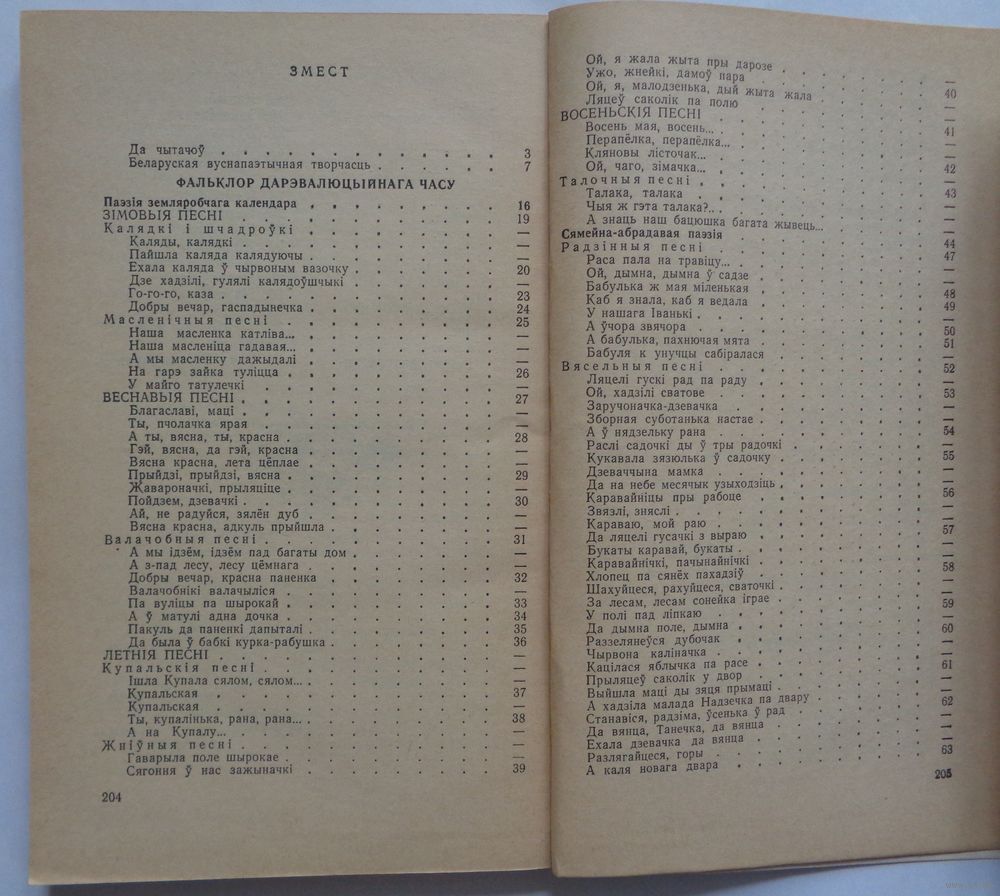 ЗМЕСТ
Да чытачоў . . . . . . . . . . . . 3
Беларуская вуснапаэтычная творчасць . . . . . . 7
ФАЛЬКЛОР ДАРЭВАЛЮЦЫЙНАГА ЧАСУ
Паэзія земляробчага календара . . . . . . . . 16
ЗІМОВЫЯ ПЕСНІ . . . . . . . . . . . 19
Калядкі і шчадроўкі . . . . . . . . . —
Каляды, калядкі . . . . . . . . . . . —
Пайшла каляда калядуючы . . . . . . . . —
Ехала каляда ў чырвоным вазочку . . . . . . 20
Дзе хадзілі, гулялі калядоўшчыкі . . . . . . —
Го-го-го, каза . . . . . . . . . . . 23
Добры вечар, гаспадынечка . . . . . . . . 24
Масленічныя песні . . . . . . . . . 25
Наша масленка катліва... . . . . . . . . —
Наша масленіца гадавая... . . . . . . . . —
А мы масленку дажыдалі . . . . . . . . —
На гарэ зайка туліцца . . . . . . . . . 26
У майго татулечкі . . . . . . . . . . —
ВЕСНАВЫЯ ПЕСНІ . . . . . . . . . . . 27
Благаславі, маці . . . . . . . . . . . —
Ты, пчолачка ярая . . . . . . . . . . —
А ты, вясна, ты, красна . . . . . . . . . 28
Гэй, вясна, да гэй, красна . . . . . . . . —
Вясна красна, лета цёплае . . . . . . . . —
Прыйдзі, прыйдзі, вясна . . . . . . . . . 29
Жавароначкі, прыляціце . . . . . . . . . —
Пойдзем, дзевачкі . . . . . . . . . . . 30
Ай, не радуйся, зялён дуб . . . . . . . . —
Вясна красна, адкуль прыйшла . . . . . . . —
Валачобныя песні . . . . . . . . . . 31
А мы ідзём, ідзём пад багаты дом . . . . . . —
А з-пад лесу, лесу цёмнага . . . . . . . . —
Добры вечар, красна паненка . . . . . . . . 32
Валачобнікі валачыліся . . . . . . . . . —
Па вуліцы па шырокай . . . . . . . . . 33
А ў матулі адна дочка . . . . . . . . . 34
Пакуль да паненкі дапыталі . . . . . . . . 35
Да была ў бабкі курка-рабушка . . . . . . . 36
ЛЕТНІЯ ПЕСНІ . . . . . . . . . . . —
Купальскія песні . . . . . . . . . . —
Ішла Купала сялом, сялом... . . . . . . . . —
Купальская . . . . . . . . . . . . 37
Купальская . . . . . . . . . . . . —
Ты, купалінька, рана, рана... . . . . . . . . 38
А на Купалу... . . . . . . . . . . . —
Жніўныя песні . . . . . . . . . . . —
Гаварыла поле шырокае . . . . . . . . . —
Сягоння ў нас зажыначкі . . . . . . . . 39
204
Ой, я жала жыта пры дарозе . . . . . . .
Ужо, жнейкі, дамоў пара . . . . . . . . —
Ой, я, малодзенька, дый жыта жала . . . . . 40
Ляцеў саколік па полю . . . . . . . . —
ВОСЕНЬСКІЯ ПЕСНІ . . . . . . . . .
Восень мая, восень... . . . . . . . . . 41
Перапёлка, перапёлка... . . . . . . . . —
Кляновы лісточак... . . . . . . . . .
Ой, чаго, зімачка... . . . . . . . . . 42
Талочныя песні . . . . . . . . . —
Талака, талака . . . . . . . . . . 43
Чыя ж гэта талака?.. . . . . . . . . —
А знаць наш бацюшка багата жывець... . . . .
Сямейна-абрадавая паэзія . . . . . . . . 44
Радзінныя песні . . . . . . . . . 47
Раса пала на травіцу... . . . . . . . . —
Ой, дымна, дымна ў садзе . . . . . . . —
Бабулька ж мая міленькая . . . . . . . 48
Каб я знала, каб я ведала . . . . . . . 49
У нашага Іванькі . . . . . . . . . —
А ўчора звячора . . . . . . . . . . 50
А бабулька, пахнючая мята . . . . . . . 51
Бабуля к унучцы сабіралася . . . . . . . —
Вясельныя песні . . . . . . . . . 52
Ляцелі гускі рад па раду . . . . . . . . —
Ой, хадзілі сватове . . . . . . . . . 53
Заручоначка-дзевачка . . . . . . . . —
Зборная суботанька настае . . . . . . . —
А ў нядзельку рана . . . . . . . . . 54
Раслі садочкі ды ў тры радочкі . . . . . . —
Кукавала зязюлька ў садочку . . . . . . . 55
Дзеваччына мамка . . . . . . . . . —
Да на небе месячык узыходзіць . . . . . . —
Каравайніцы пры рабоце . . . . . . . . 56
Звязлі, зняслі . . . . . . . . . . —
Караваю, мой раю . . . . . . . . . —
Да ляцелі гусачкі з выраю . . . . . . . 57
Букаты каравай, букаты . . . . . . . . —
Каравайнічкі, пачынайнічкі . . . . . . . —
Хлопец па сянёх пахадзіў . . . . . . . 58
Шахуйцеся, рахуйцеся, сваточкі . . . . . . —
За лесам, лесам сонейка іграе . . . . . . —
У полі пад ліпкаю . . . . . . . . . 59
Да дымна поле, дымна . . . . . . . . —
Раззелянеўся дубочак . . . . . . . . 60
Чырвона каліначка . . . . . . . . . —
Кацілася яблычка па расе . . . . . . . —
Прыляцеў саколік у двор . . . . . . . 61
Выйшла маці ды зяця прымаці . . . . . . —
А хадзіла малада Надзечка па двару . . . . . —
Станавіся, радзіма, ўсенька ў рад . . . . . 62
Да вянца, Танечка, да вянца . . . . . . —
Ехала дзевачка да вянца . . . . . . . —
Разлягайцеся, горы . . . . . . . . . —
А каля новага двара . . . . . . . . . 63
205